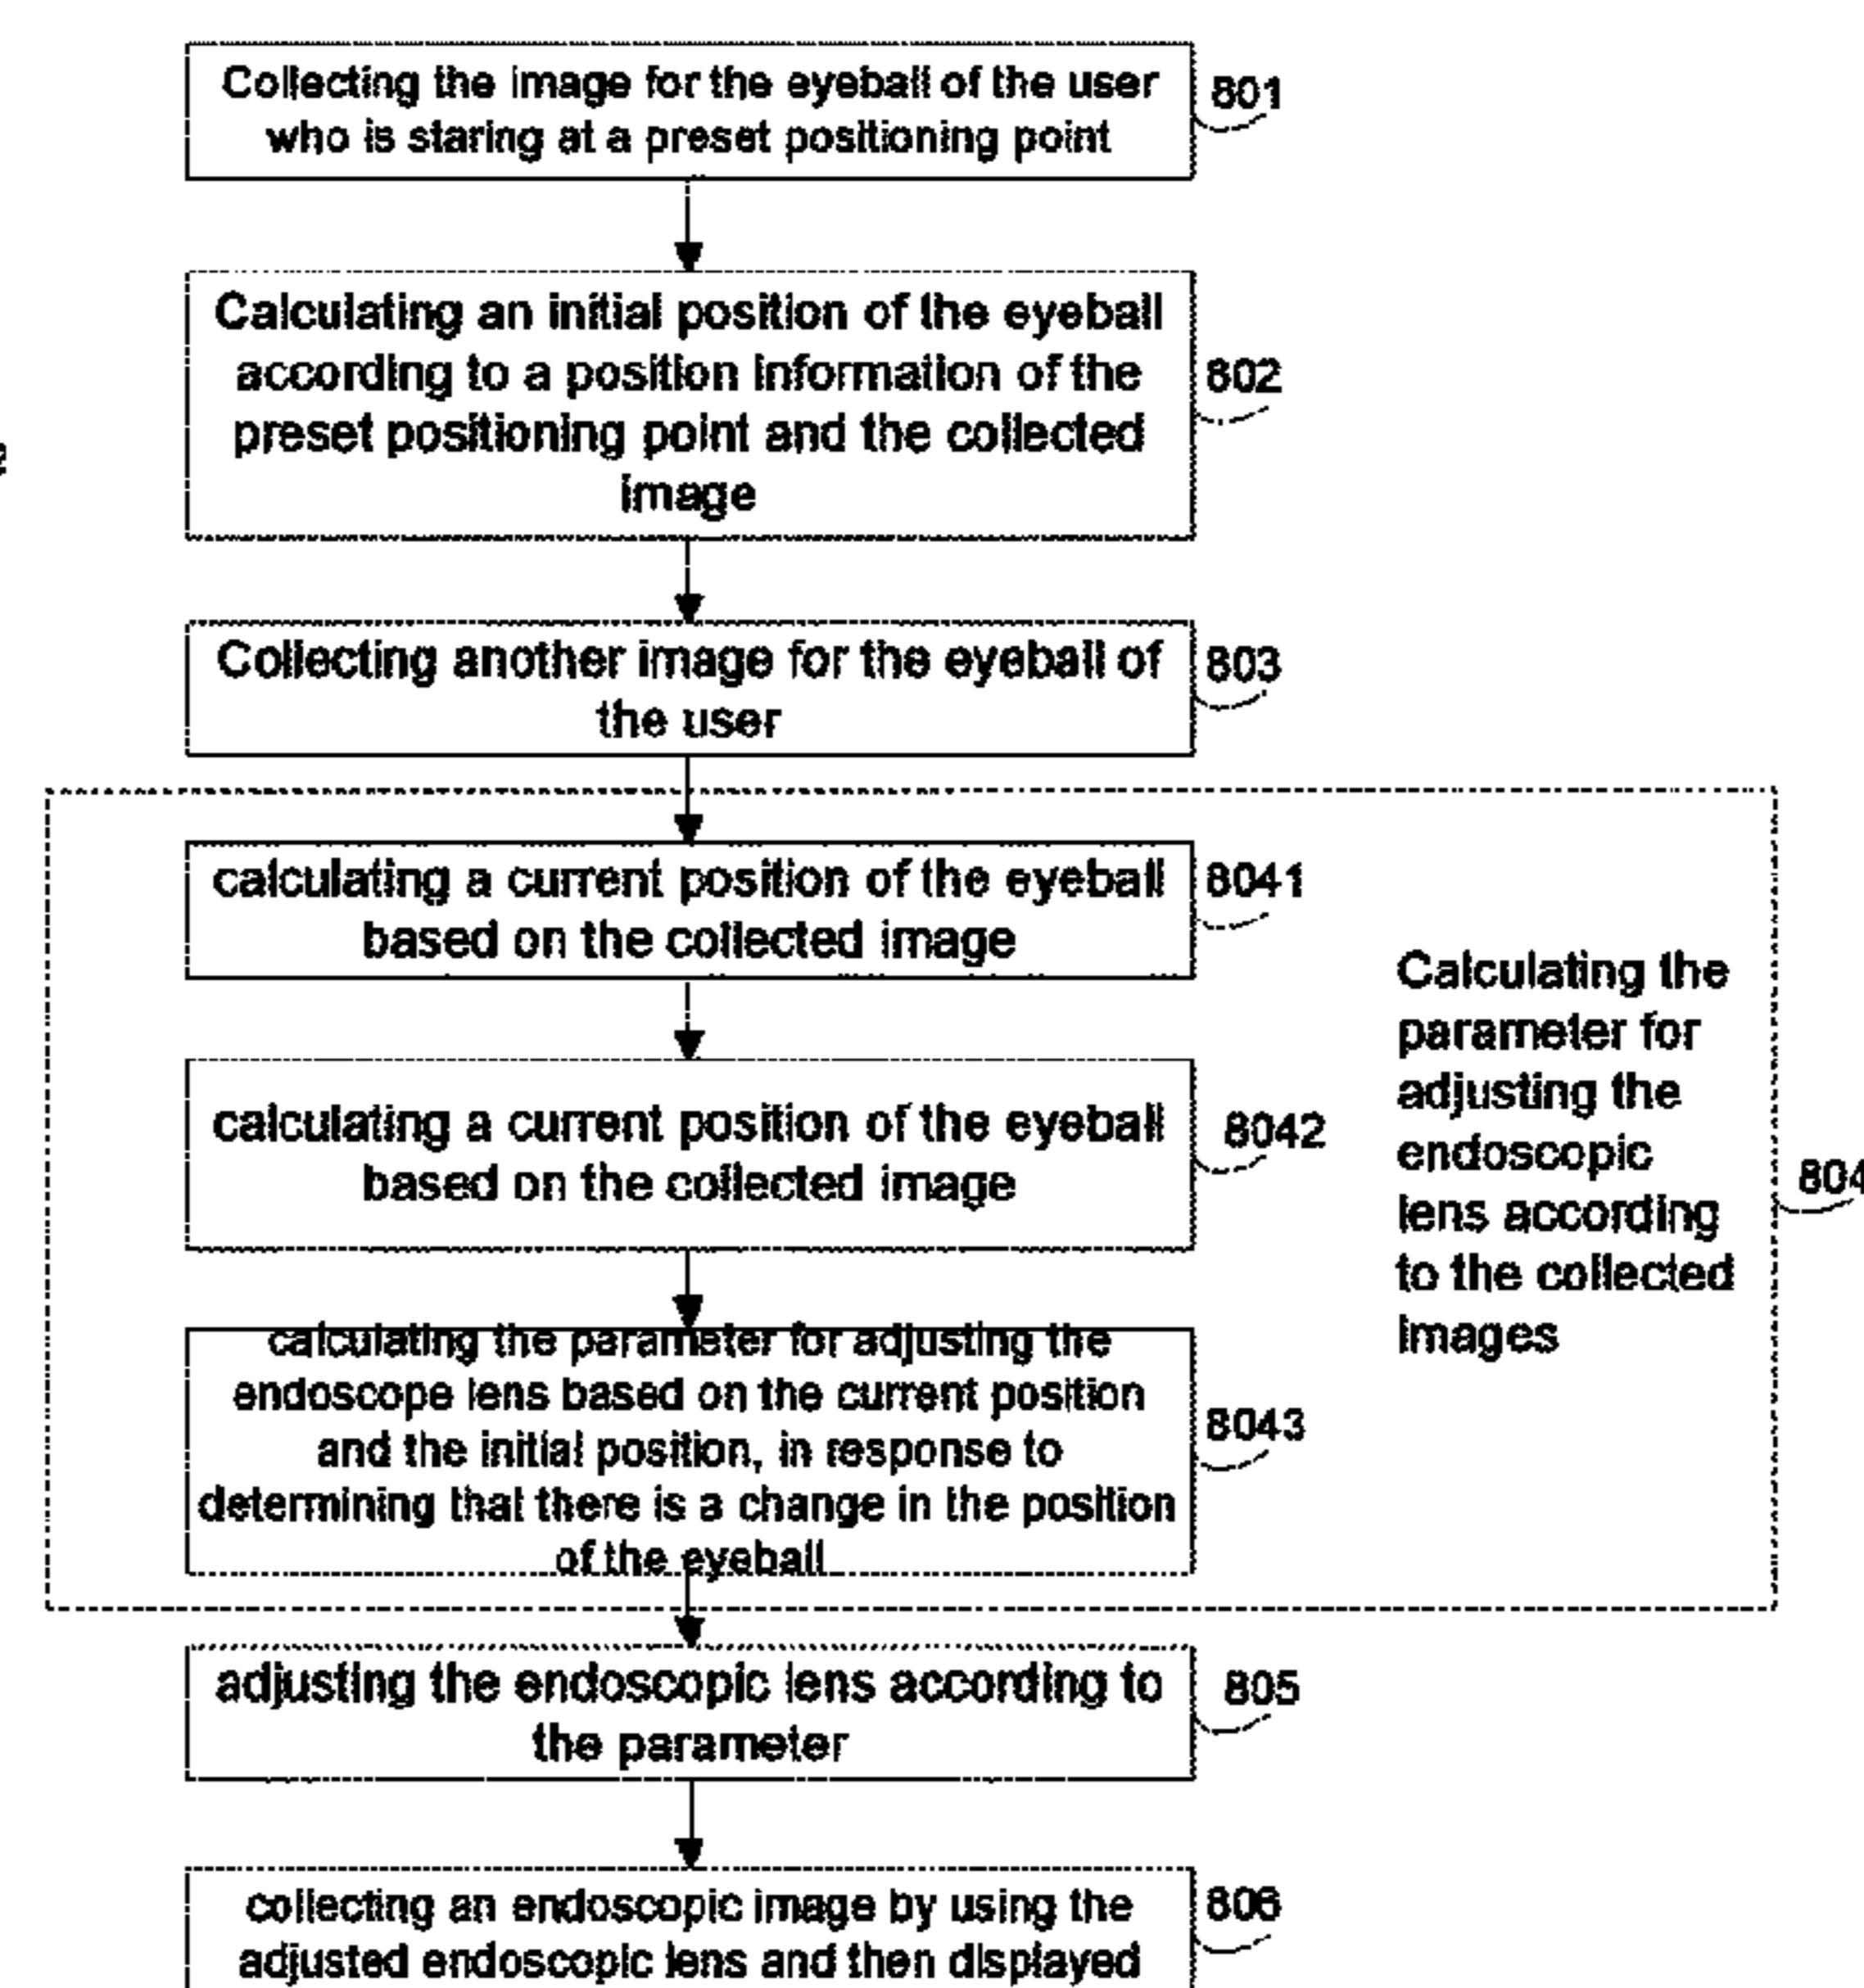 Collecting the image for the eyeball of the user
who is staring at a preset positioning point
801
Calculating an initial position of the eyeball
according to a position information of the
preset positioning point and the collected
image
802
Collecting another image for the eyeball of
the user
803
calculating a current position of the eyeball
based on the collected image
8041
calculating a current position of the eyeball
based on the collected image
8042
calculating the parameter for adjusting the
endoscope lens based on the current position
and the initial position, in response to
determining that there is a change in the position
of the eyeball
8043
Calculating the
parameter for
adjusting the
endoscopic
lens according
to the collected
images
804
adjusting the endoscopic lens according to
the parameter
805
collecting an endoscopic image by using the
adjusted endoscopic lens and then displayed
806